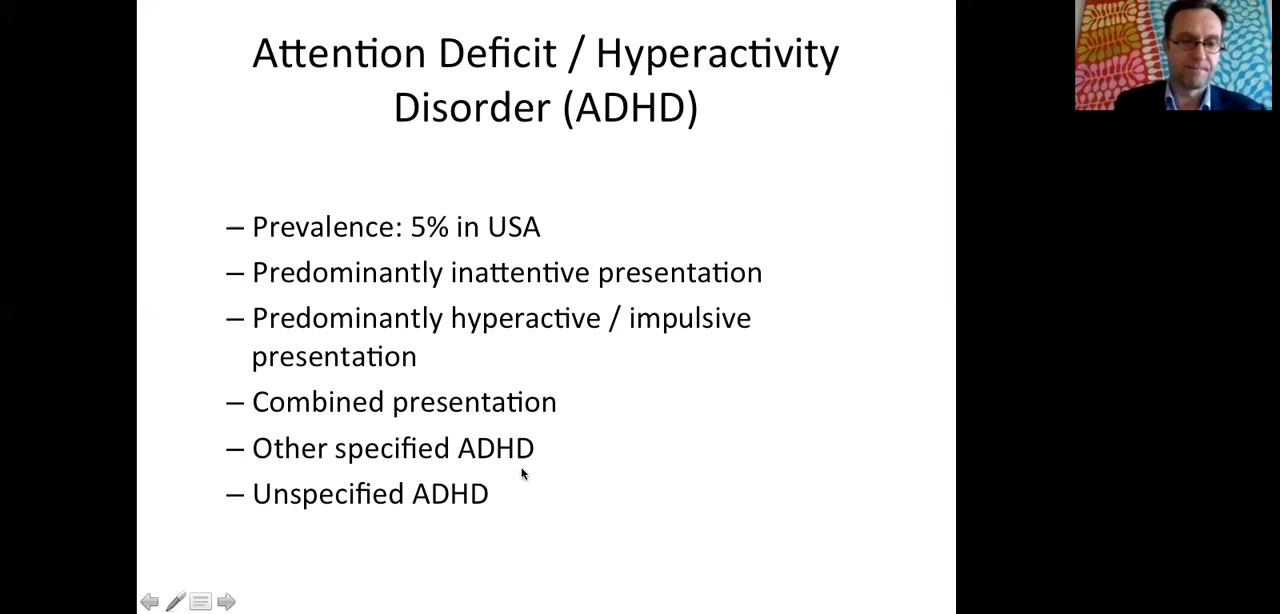 Attention Deficit / Hyperactivity
Disorder (ADHD)
– Prevalence: 5% in USA
– Predominantly inattentive presentation
– Predominantly hyperactive / impulsive
presentation
– Combined presentation
– Other specified ADHD
– Unspecified ADHD